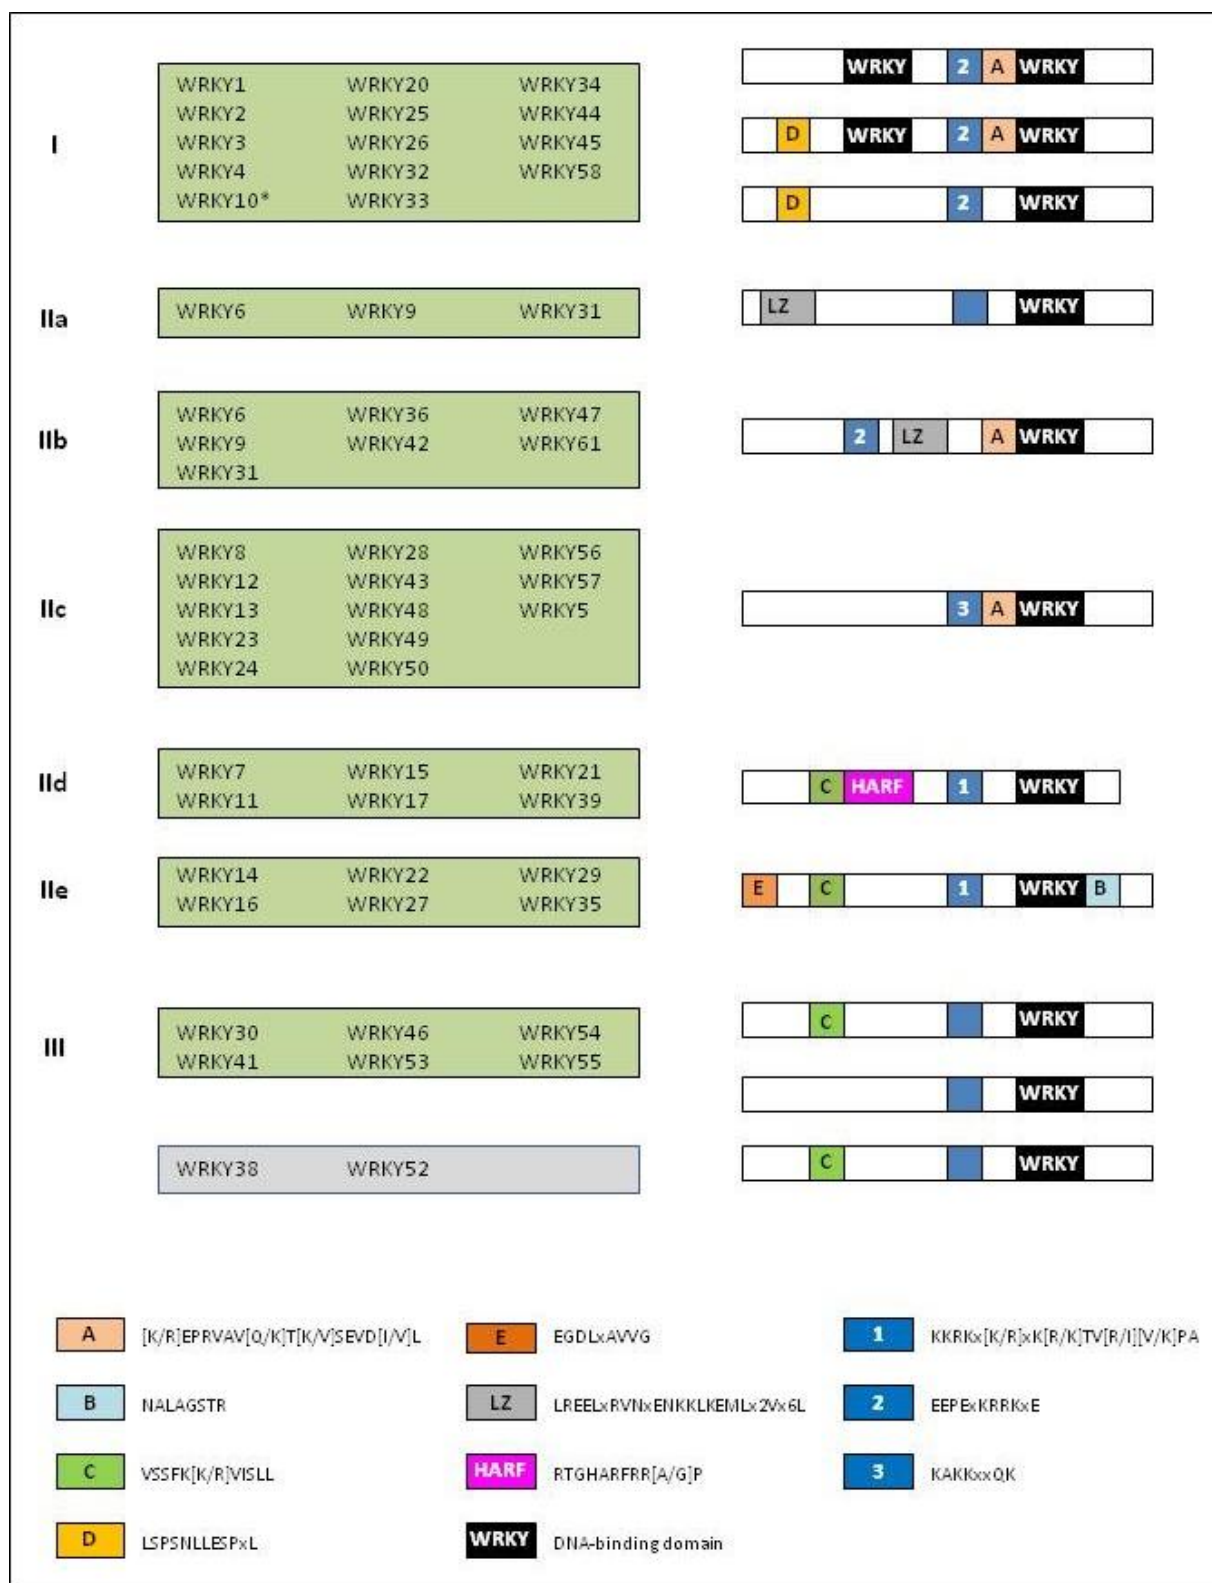 WRKY 2 A WRKY
I
WRKY1 WRKY20 WRKY34
WRKY2 WRKY25 WRKY44
WRKY3 WRKY26 WRKY45
WRKY4 WRKY32 WRKY58
WRKY10* WRKY33
D WRKY 2 A WRKY
D 2 WRKY
IIa
WRKY6 WRKY9 WRKY31
LZ WRKY
IIb
WRKY6 WRKY36 WRKY47
WRKY9 WRKY42 WRKY61
WRKY31
2 LZ A WRKY
IIc
WRKY8 WRKY28 WRKY56
WRKY12 WRKY43 WRKY57
WRKY13 WRKY48 WRKY5
WRKY23 WRKY49
WRKY24 WRKY50
3 A WRKY
IId
WRKY7 WRKY15 WRKY21
WRKY11 WRKY17 WRKY39
C HARF 1 WRKY
IIe
WRKY14 WRKY22 WRKY29
WRKY16 WRKY27 WRKY35
E C 1 WRKY B
III
WRKY30 WRKY46 WRKY54
WRKY41 WRKY53 WRKY55
C WRKY
WRKY
WRKY38 WRKY52
C WRKY
A [K/R]EPRVAV[Q/K]T[K/V]SEVD[I/V]L
E EGDLxAVVG
1 KKRKx[K/R]xK[R/K]TV[R/I][V/K]PA
B NALAGSTR
LZ LREELxRVNxENKKLKEMLx2Vx6L
2 EEPExKRRKxE
C VSSFK[K/R]VISLL
HARF RTGHARFRR[A/G]P
3 KAKKxxQK
D LSPSNLLESPxL
WRKY DNA-binding domain